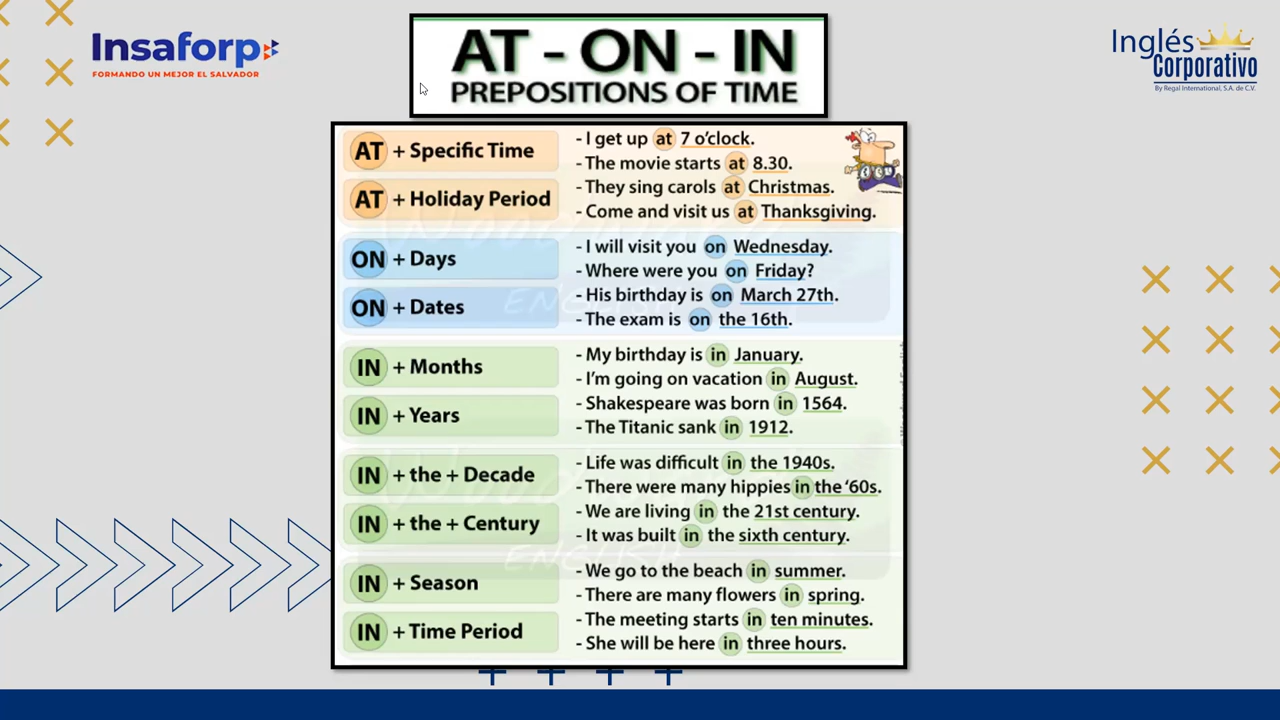 Insaforp
FORMANDO UN MEJOR EL SALVADOR
AT - ON - IN
PREPOSITIONS OF TIME
Inglés
Corporativo
By Regal International, S.A. de C.V.
AT + Specific Time
- I get up at 7 o'clock.
- The movie starts at 8.30.
AT + Holiday Period
- They sing carols at Christmas.
- Come and visit us at Thanksgiving.
ON + Days
- I will visit you on Wednesday.
- Where were you on Friday?
ON + Dates
- His birthday is on March 27th.
- The exam is on the 16th.
IN + Months
- My birthday is in January.
- I'm going on vacation in August.
IN + Years
- Shakespeare was born in 1564.
- The Titanic sank in 1912.
IN + the + Decade
- Life was difficult in the 1940s.
- There were many hippies in the '60s.
IN + the + Century
- We are living in the 21st century.
- It was built in the sixth century.
IN + Season
- We go to the beach in summer.
- There are many flowers in spring.
IN + Time Period
- The meeting starts in ten minutes.
- She will be here in three hours.
ENGLISH
ENGLISH